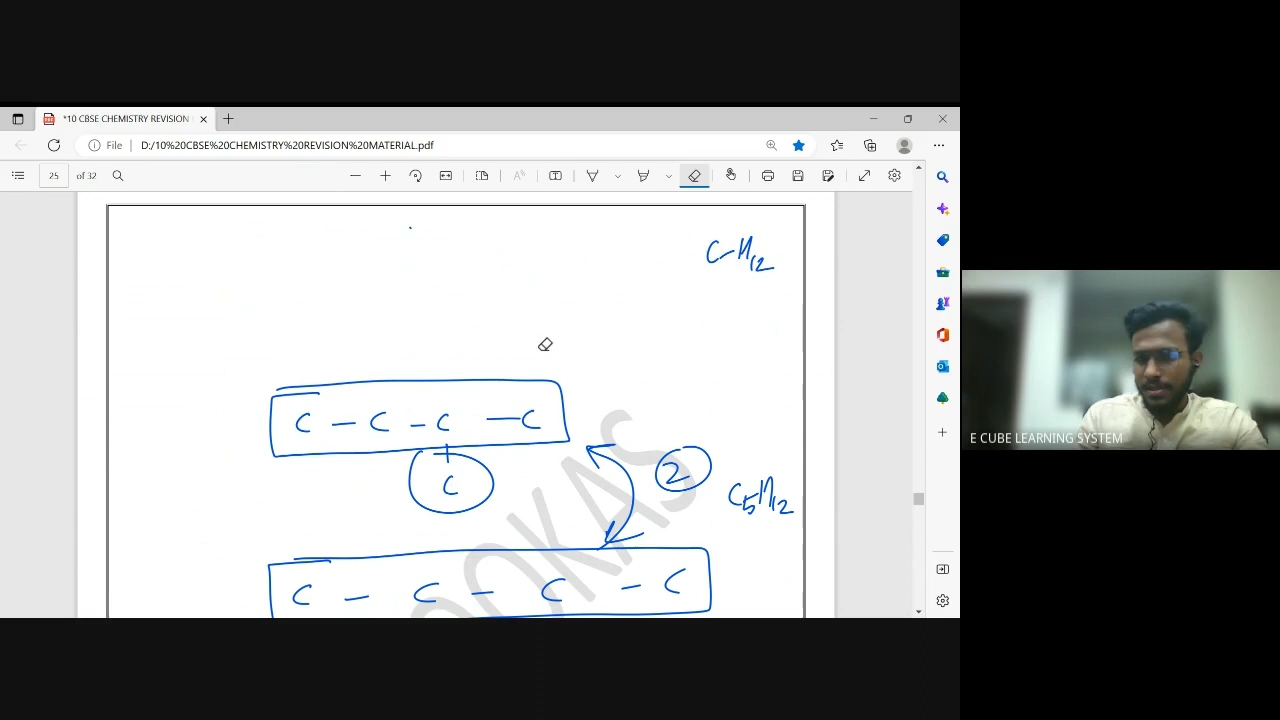 *10 CBSE CHEMISTRY REVISION
File D:/10%20CBSE%20CHEMISTRY%20REVISION%20MATERIAL.pdf
25 of 32
C-H12
C - C - C - C
C
2
C5H12
C - C - C - C
OOKAS
E CUBE LEARNING SYSTEM